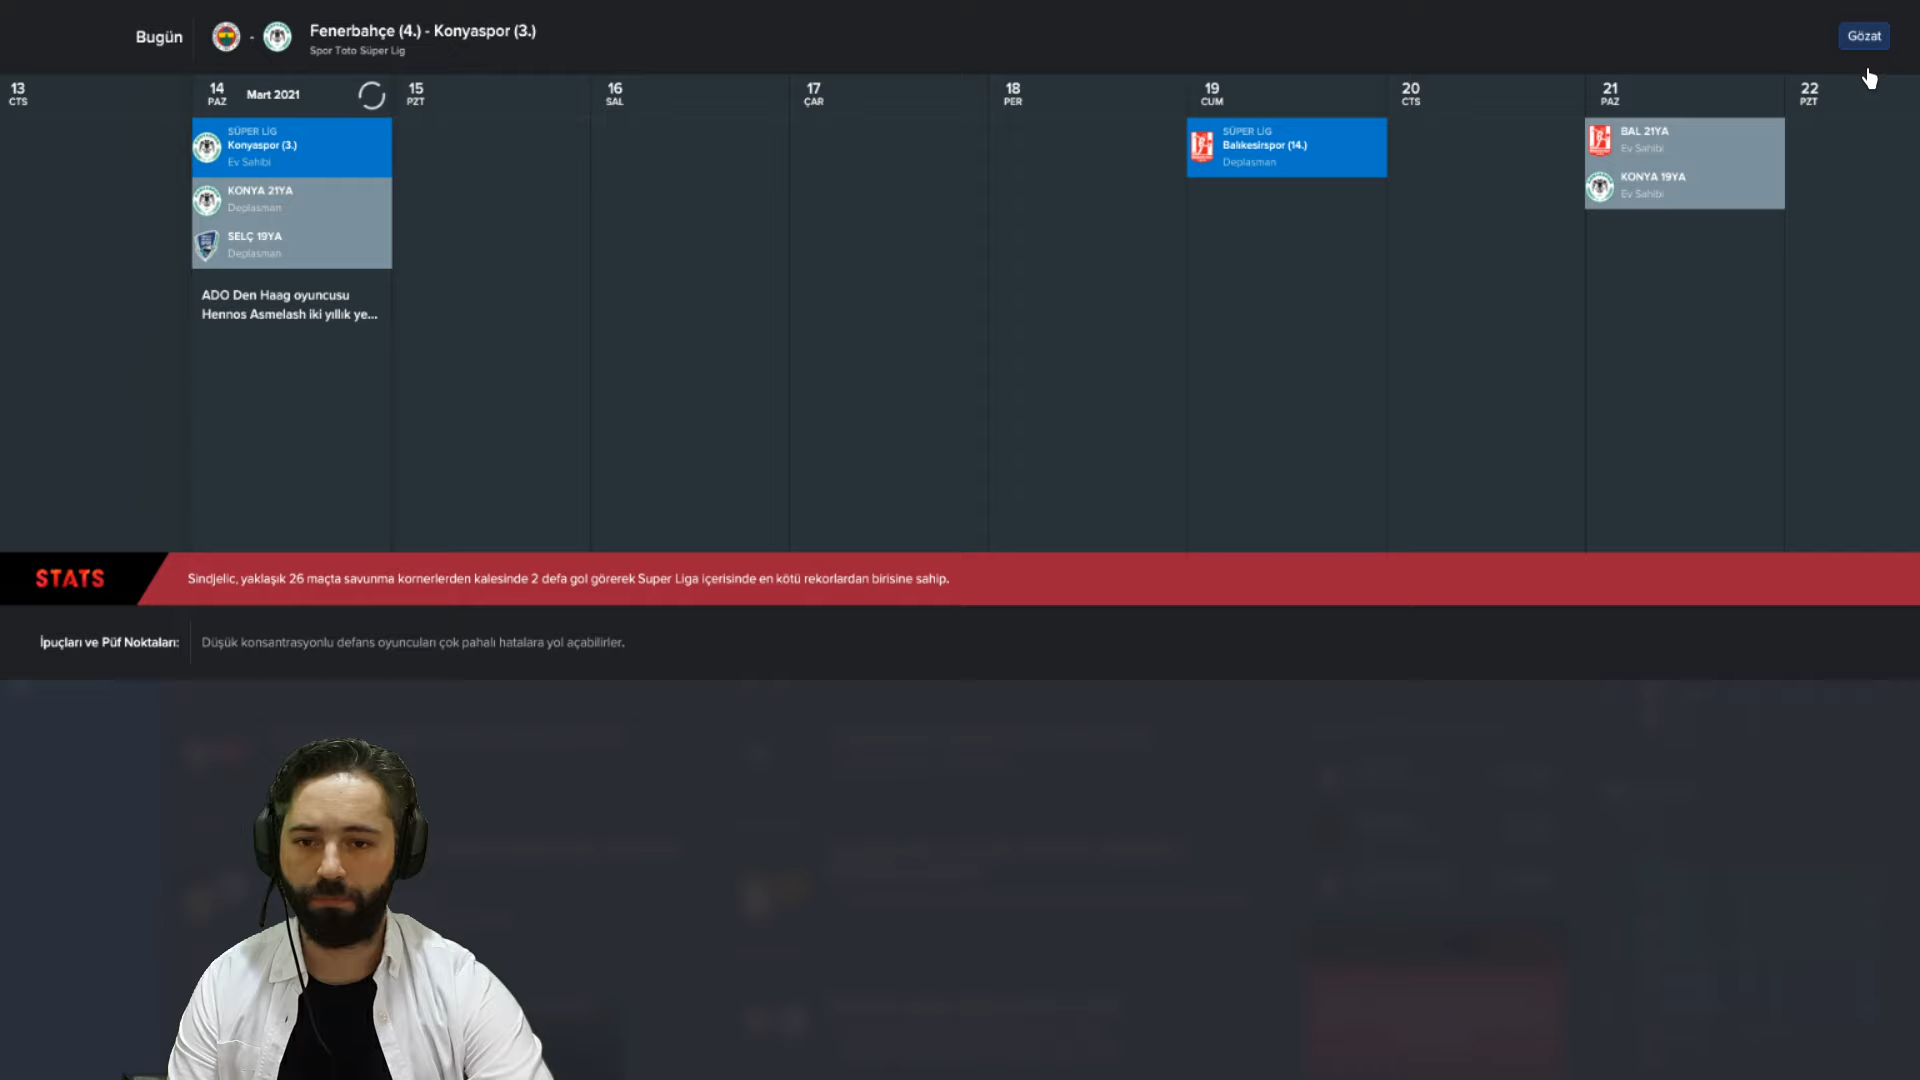 Bugün
Fenerbahçe (4.) - Konyaspor (3.)
Spor Toto Süper Lig
Gözat
13
CTS
14
PAZ
Mart 2021
15
PZT
16
SAL
17
ÇAR
18
PER
19
CUM
20
CTS
21
PAZ
22
PZT
SÜPER LİG
Konyaspor (3.)
Ev Sahibi
KONYA 21YA
Deplasman
SELÇ 19YA
Deplasman
ADO Den Haag oyuncusu
Hennos Asmelash iki yıllık ye...
SÜPER LİG
Balıkesirspor (14.)
Deplasman
BAL 21YA
Ev Sahibi
KONYA 19YA
Ev Sahibi
STATS
Sindjelic, yaklaşık 26 maçta savunma kornerlerden kalesinde 2 defa gol görerek Super Liga içerisinde en kötü rekorlardan birisine sahip.
İpuçları ve Püf Noktaları:
Düşük konsantrasyonlu defans oyuncuları çok pahalı hatalara yol açabilirler.